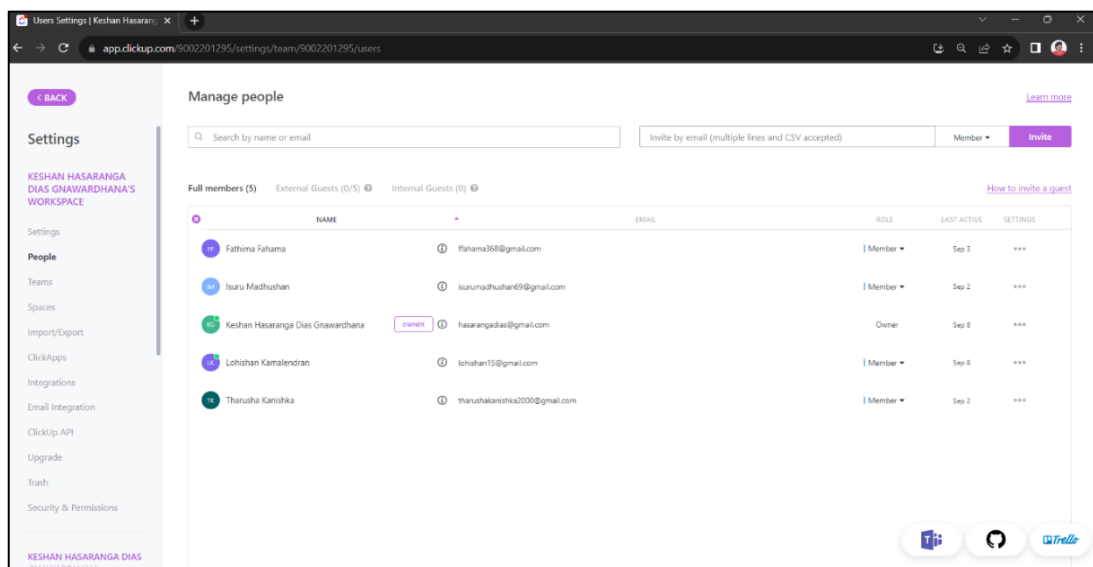 Users Settings | Keshan Hasarang
app.clickup.com/9002201295/settings/team/9002201295/users
< BACK
Manage people
Learn more
Settings
Search by name or email
Invite by email (multiple lines and CSV accepted)
Member
Invite
KESHAN HASARANGA
DIAS GNAWARDHANA'S
WORKSPACE
Full members (5) External Guests (0/5) Internal Guests (0)
How to invite a guest
NAME EMAIL ROLE LAST ACTIVE SETTINGS
Settings
People
Teams
Spaces
Import/Export
ClickApps
Integrations
Email Integration
ClickUp API
Upgrade
Trash
Security & Permissions
FF Fathima Fahama ffahama368@gmail.com Member Sep 3
IM Isuru Madhushan isurumadhushan69@gmail.com Member Sep 2
KG Keshan Hasaranga Dias Gnawardhana OWNER hasarangadias@gmail.com Owner Sep 8
LK Lohishan Kamalendran lohishan15@gmail.com Member Sep 8
TK Tharusha Kanishka tharushakanishka2000@gmail.com Member Sep 2
KESHAN HASARANGA DIAS
Trello